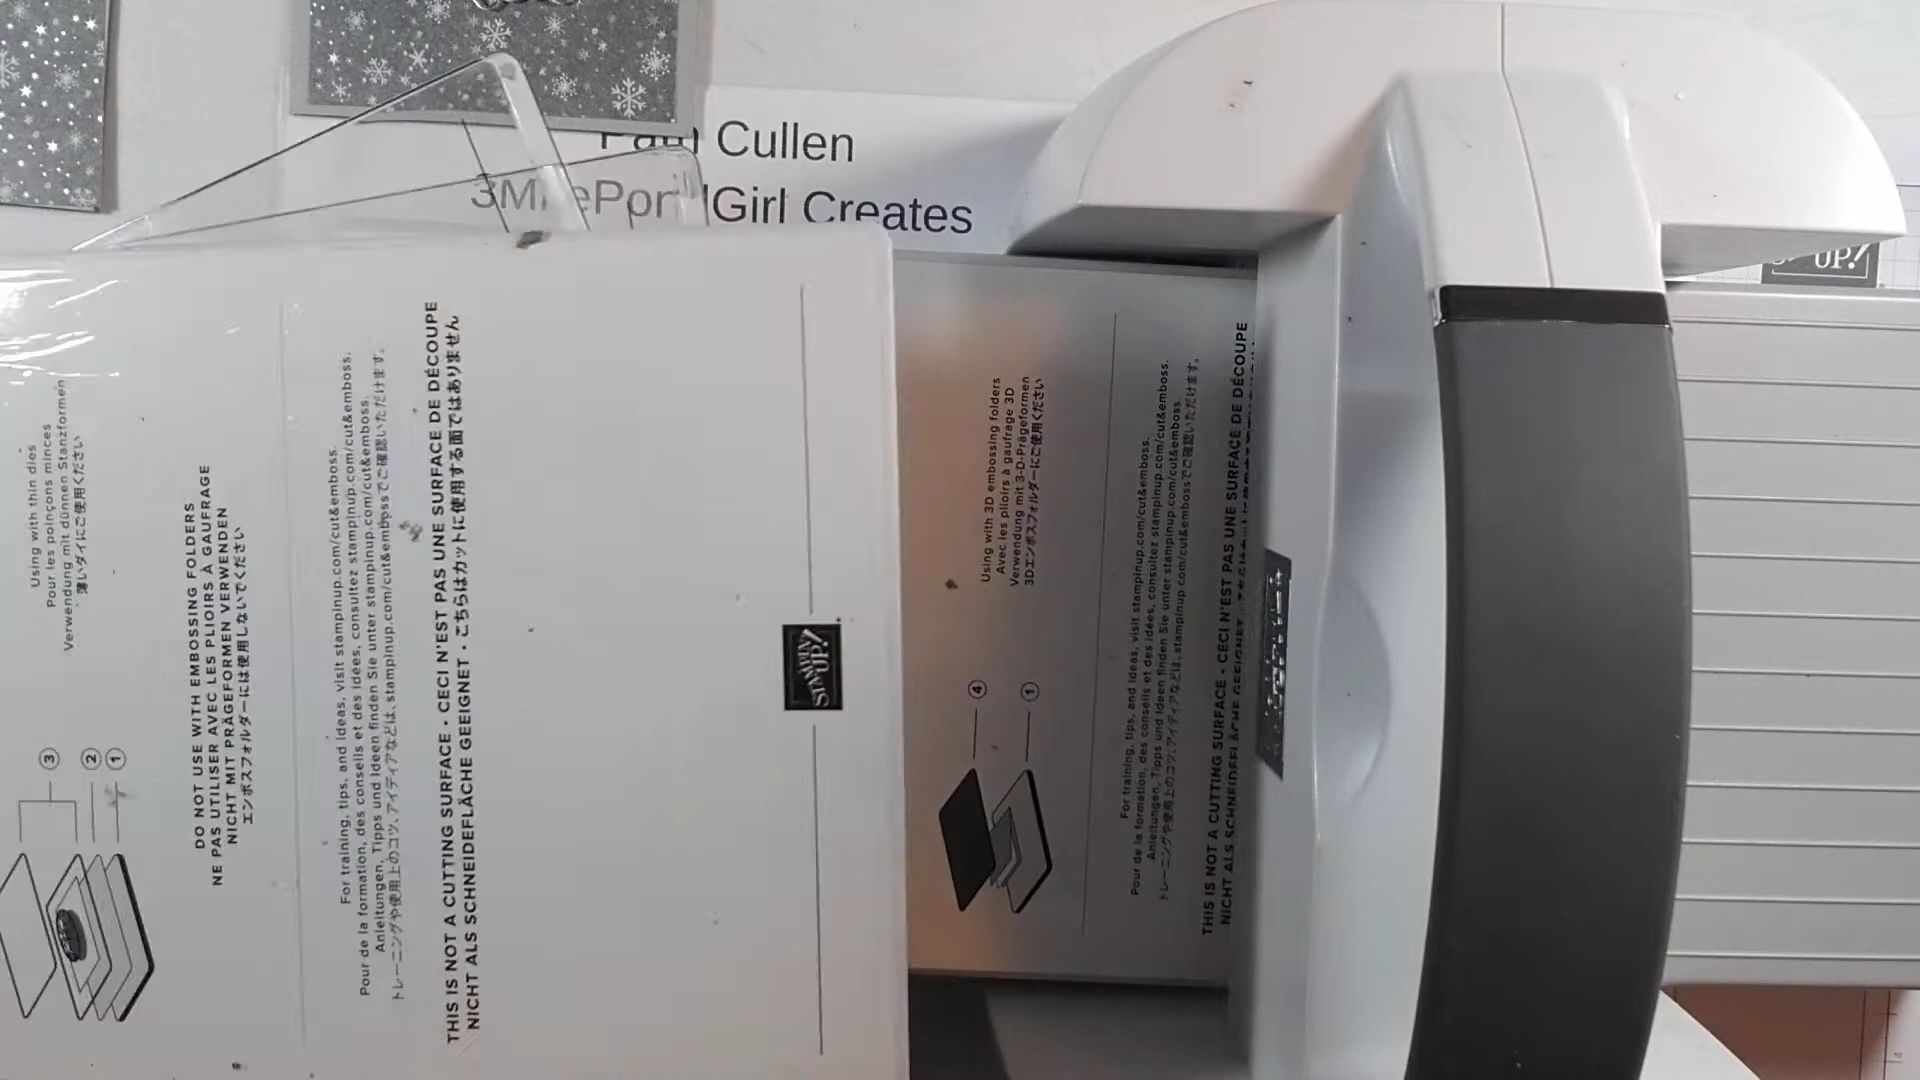 Cullen
Girl Creates
UP!
Using with thin dies
Pour les poinçons minces
Verwendung mit dünnen Stanzformen
薄いダイにご使用ください
DO NOT USE WITH EMBOSSING FOLDERS
NE PAS UTILISER AVEC LES PLIOIRS À GAUFRAGE
NICHT MIT PRÄGEFORMEN VERWENDEN
エンボスフォルダーには使用しないでください
3
2
1
For training, tips, and ideas, visit stampinup.com/cut&emboss.
Pour de la formation, des conseils et des idées, consultez stampinup.com/cut&emboss.
Anleitungen, Tipps und Ideen finden Sie unter stampinup.com/cut&emboss.
トレーニングや使用上のコツ、アイディアなどは、stampinup.com/cut&embossでご確認いただけます。
THIS IS NOT A CUTTING SURFACE · CECI N'EST PAS UNE SURFACE DE DÉCOUPE
NICHT ALS SCHNEIDEFLÄCHE GEEIGNET · こちらはカットに使用する面ではありません
STAMPIN' UP!
Using with 3D embossing folders
Avec les plioirs à gaufrage 3D
Verwendung mit 3-D-Prägeformen
3Dエンボスフォルダーにご使用ください
4
1
For training, tips, and ideas, visit stampinup.com/cut&emboss.
Pour de la formation, des conseils et des idées, consultez stampinup.com/cut&emboss.
Anleitungen, Tipps und Ideen finden Sie unter stampinup.com/cut&emboss.
トレーニングや使用上のコツ、アイディアなどは、stampinup.com/cut&embossでご確認いただけます。
THIS IS NOT A CUTTING SURFACE · CECI N'EST PAS UNE SURFACE DE DÉCOUPE
NICHT ALS